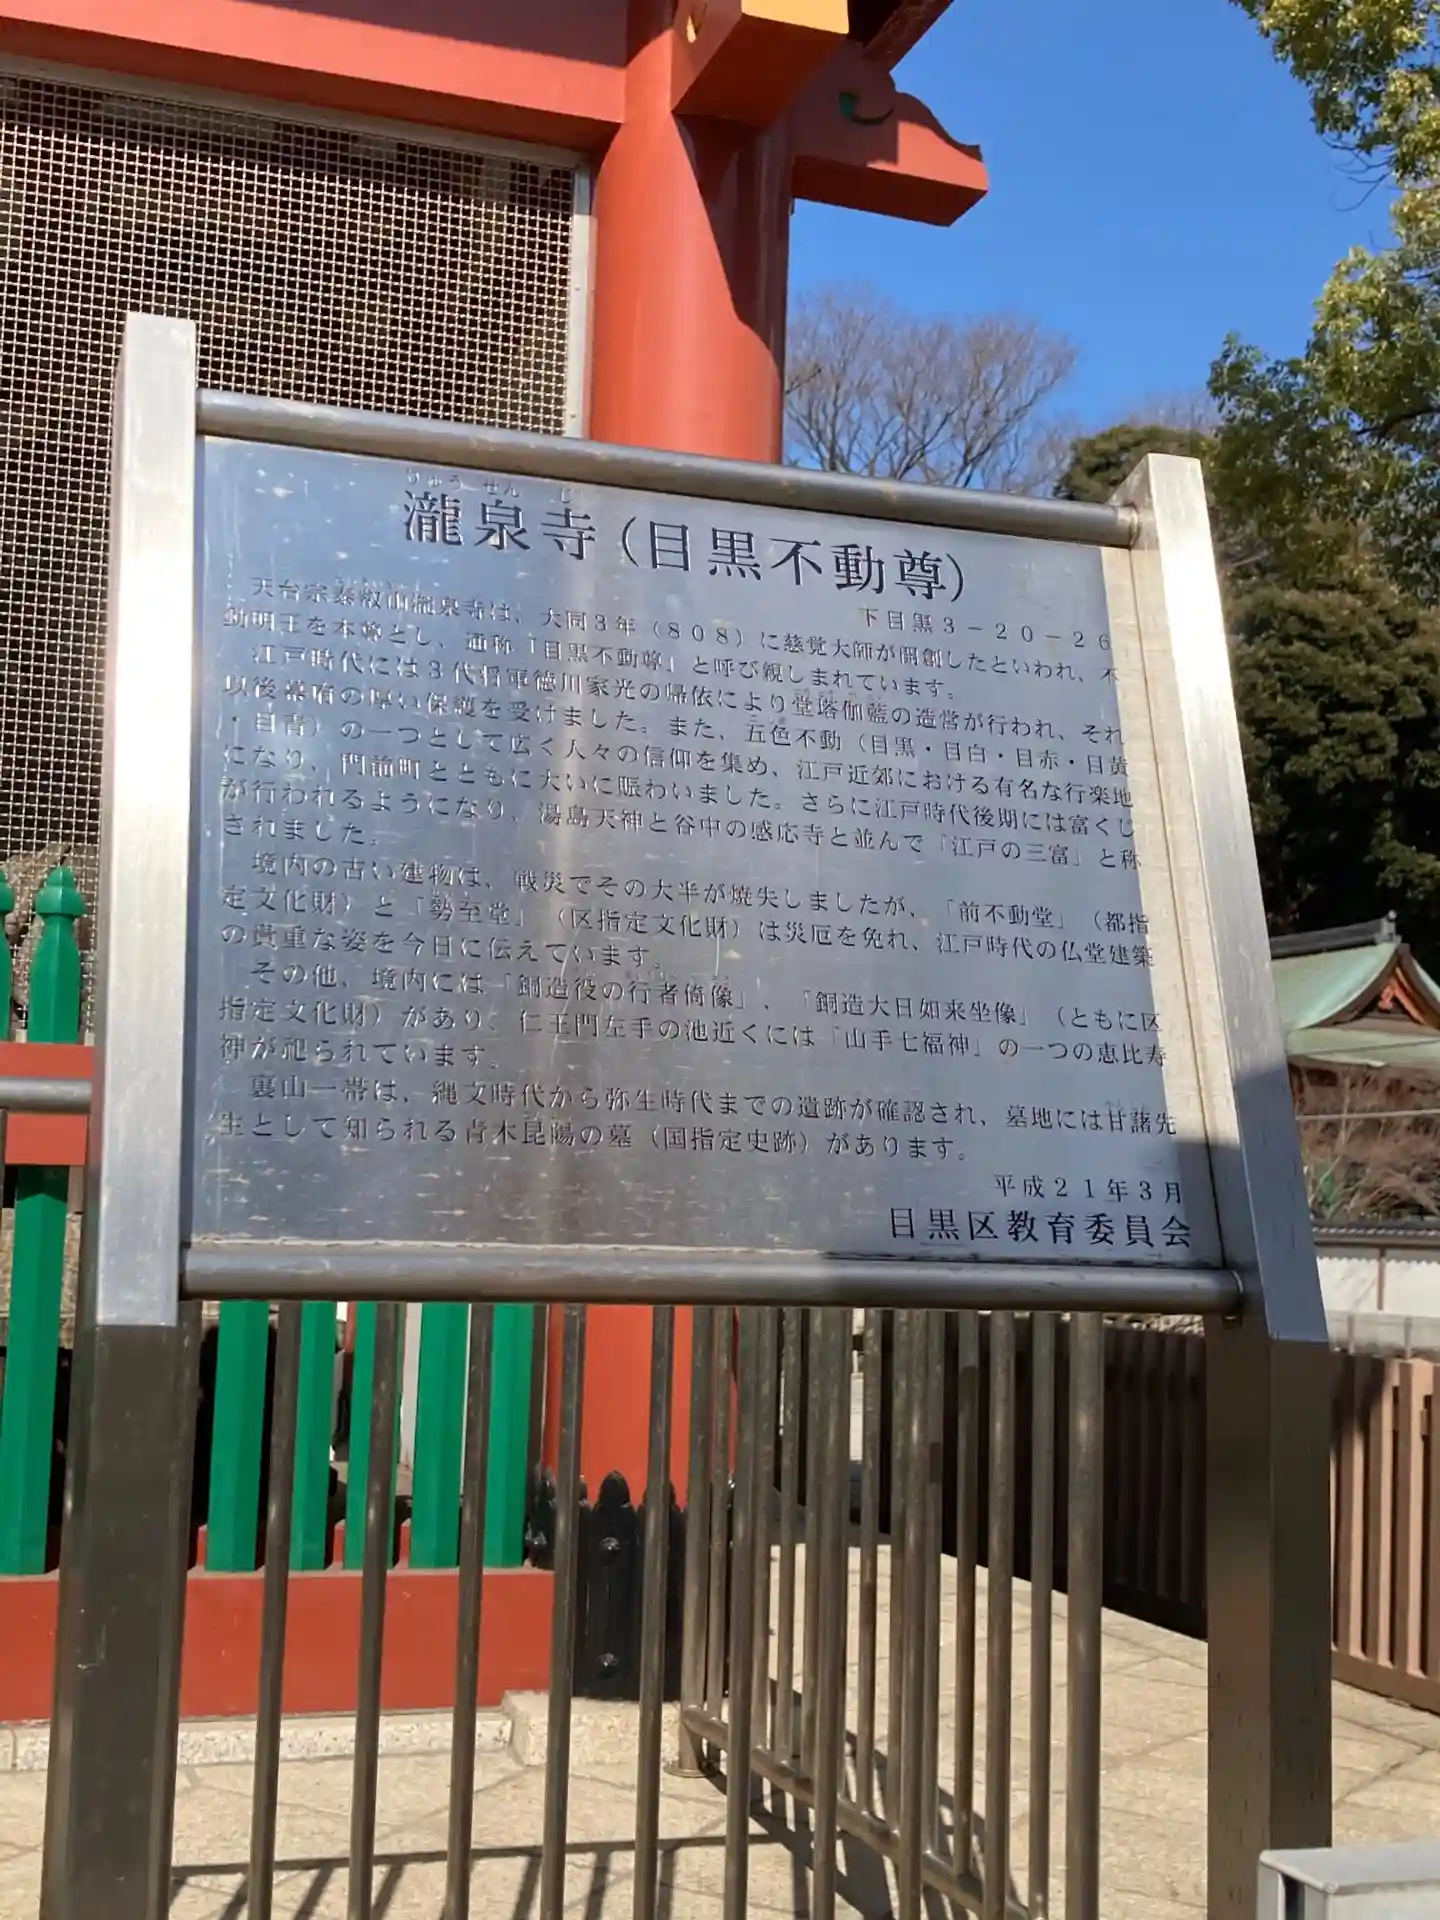 りゅう せん じ
瀧泉寺（目黒不動尊）
下目黒３－２０－２６
天台宗泰叡山瀧泉寺は、大同３年（８０８）に慈覚大師が開創したといわれ、不
動明王を本尊とし、通称「目黒不動尊」と呼び親しまれています。
江戸時代には３代将軍徳川家光の帰依により堂塔伽藍の造営が行われ、それ
以後幕府の厚い保護を受けました。また、五色不動（目黒・目白・目赤・目黄
・目青）の一つとして広く人々の信仰を集め、江戸近郊における有名な行楽地
になり、門前町とともに大いに賑わいました。さらに江戸時代後期には富くじ
が行われるようになり、湯島天神と谷中の感応寺と並んで「江戸の三富」と称
されました。
境内の古い建物は、戦災でその大半が焼失しましたが、「前不動堂」（都指
定文化財）と「勢至堂」（区指定文化財）は災厄を免れ、江戸時代の仏堂建築
の貴重な姿を今日に伝えています。
その他、境内には「銅造役の行者倚像」、「銅造大日如来坐像」（ともに区
指定文化財）があり、仁王門左手の池近くには「山手七福神」の一つの恵比寿
神が祀られています。
裏山一帯は、縄文時代から弥生時代までの遺跡が確認され、墓地には甘藷先
生として知られる青木昆陽の墓（国指定史跡）があります。
平成２１年３月
目黒区教育委員会